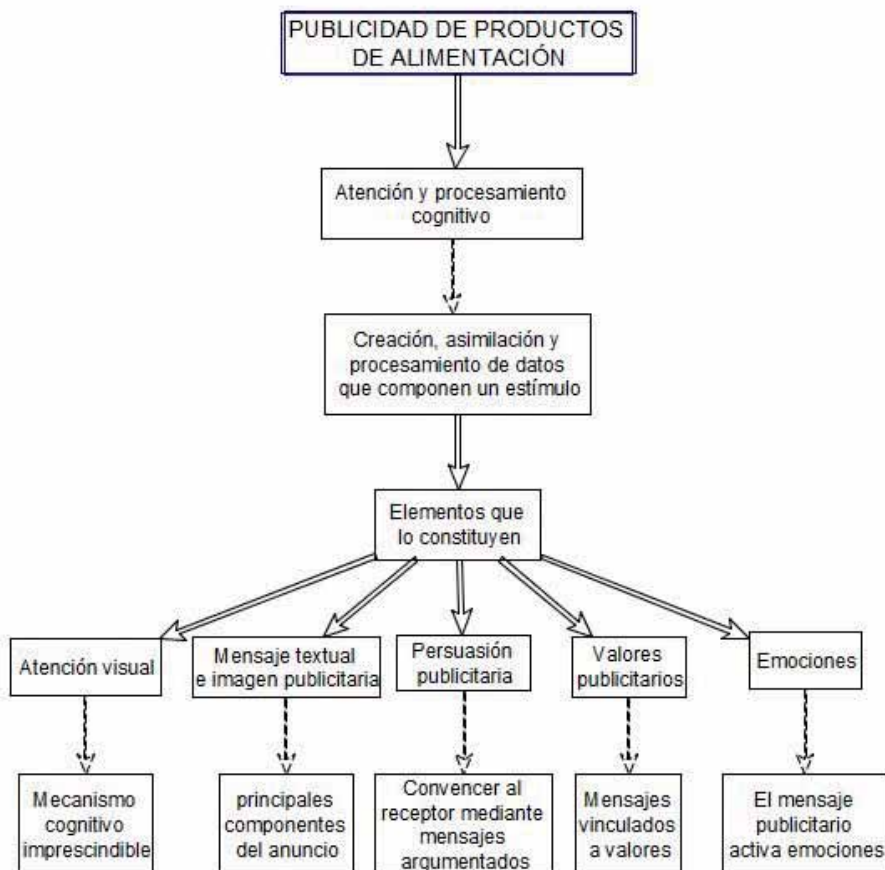 PUBLICIDAD DE PRODUCTOS
DE ALIMENTACIÓN
Atención y procesamiento
cognitivo
Creación, asimilación y
procesamiento de datos
que componen un estímulo
Elementos que
lo constituyen
Atención visual
Mensaje textual
e imagen publicitaria
Persuasión
publicitaria
Valores
publicitarios
Emociones
Mecanismo
cognitivo
imprescindible
principales
componentes
del anuncio
Convencer al
receptor mediante
mensajes
argumentados
Mensajes
vinculados
a valores
El mensaje
publicitario
activa emociones